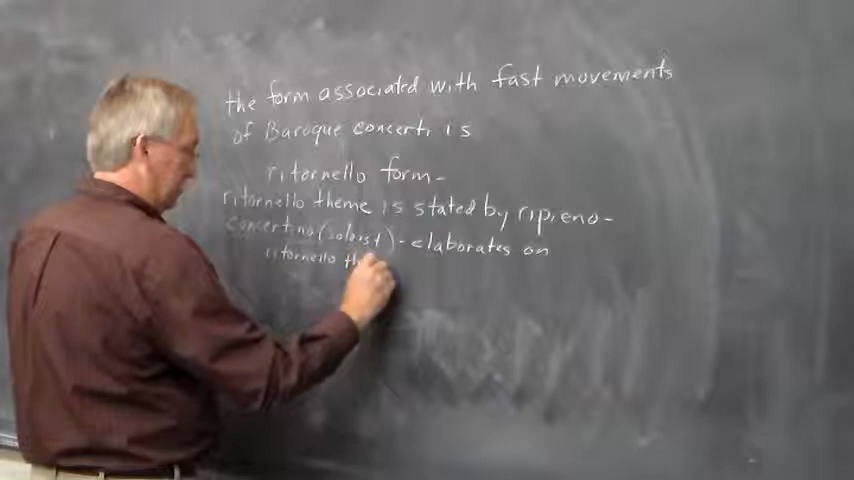 the form associated with fast movements
of Baroque concerti is
ritornello form-
ritornello theme is stated by ripieno-
concertino (soloist) - elaborates on
ritornello th